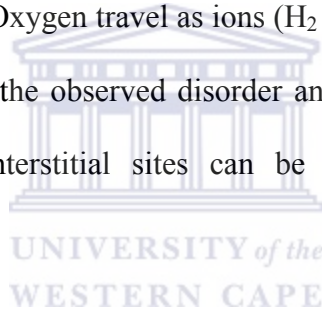 Oxygen travel as ions (H2
the observed disorder an
nterstitial sites can be
UNIVERSITY of the
WESTERN CAPE